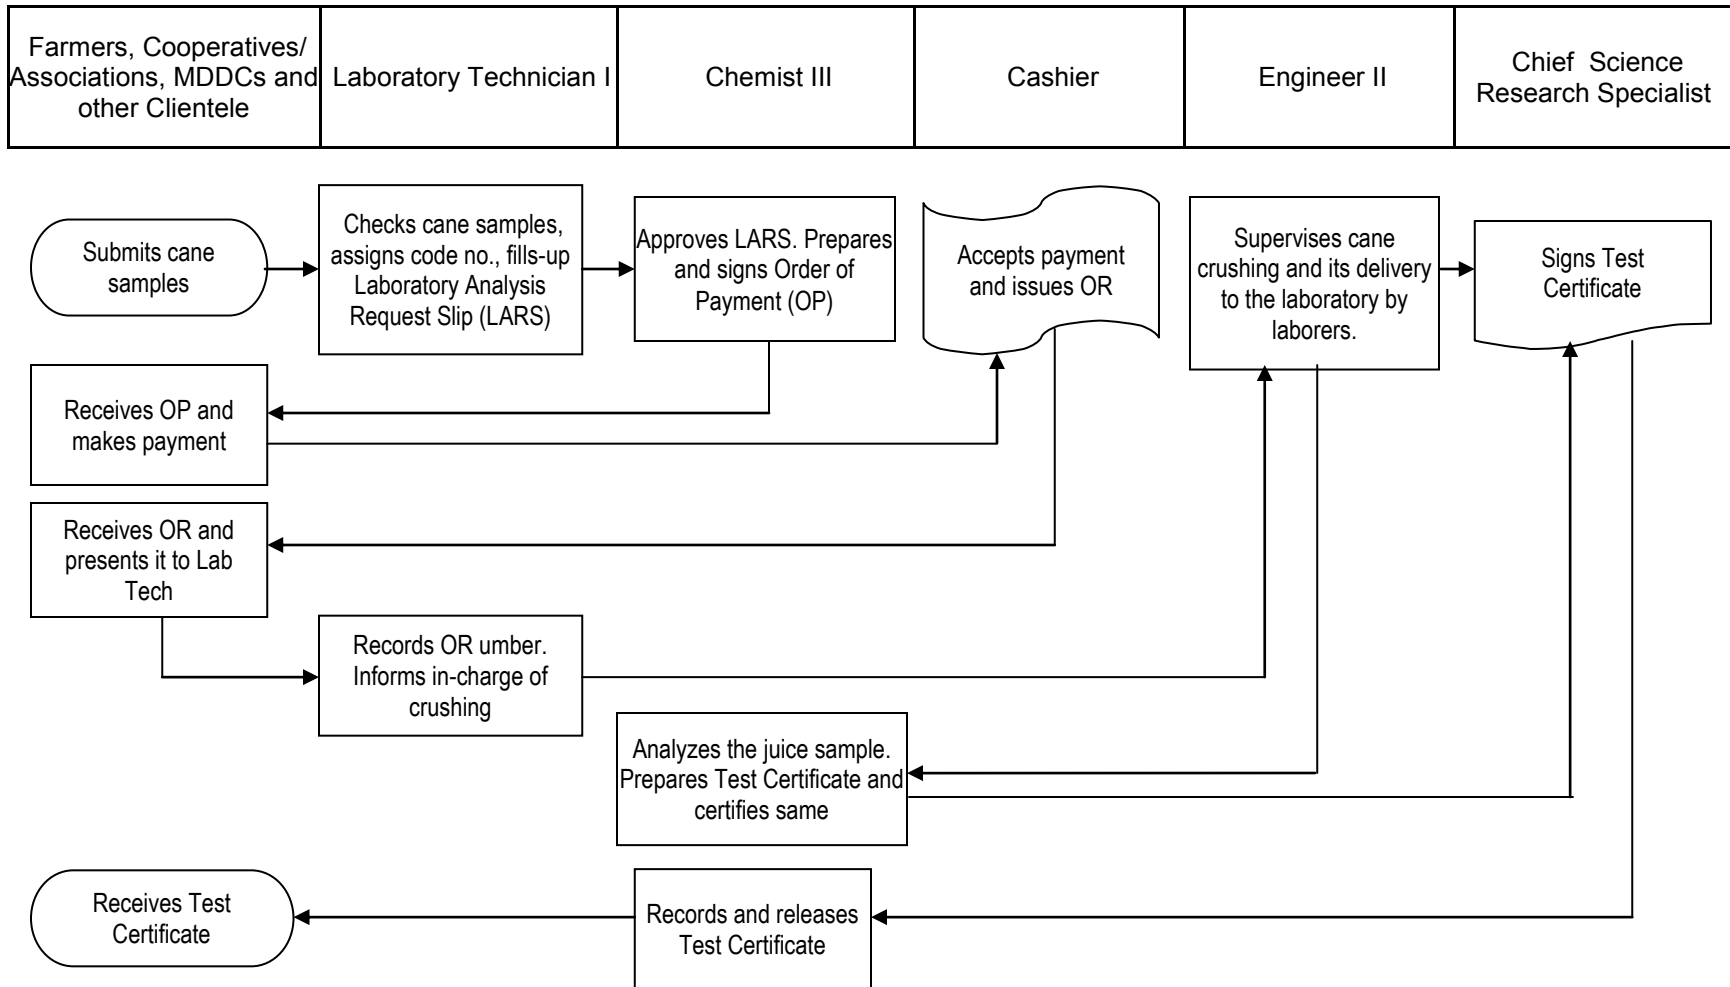 Farmers, Cooperatives/
Associations, MDDCs and
other Clientele
Laboratory Technician I
Chemist III
Cashier
Engineer II
Chief Science
Research Specialist
Submits cane
samples
Checks cane samples,
assigns code no., fills-up
Laboratory Analysis
Request Slip (LARS)
Approves LARS. Prepares
and signs Order of
Payment (OP)
Accepts payment
and issues OR
Supervises cane
crushing and its delivery
to the laboratory by
laborers.
Signs Test
Certificate
Receives OP and
makes payment
Receives OR and
presents it to Lab
Tech
Records OR umber.
Informs in-charge of
crushing
Analyzes the juice sample.
Prepares Test Certificate and
certifies same
Receives Test
Certificate
Records and releases
Test Certificate